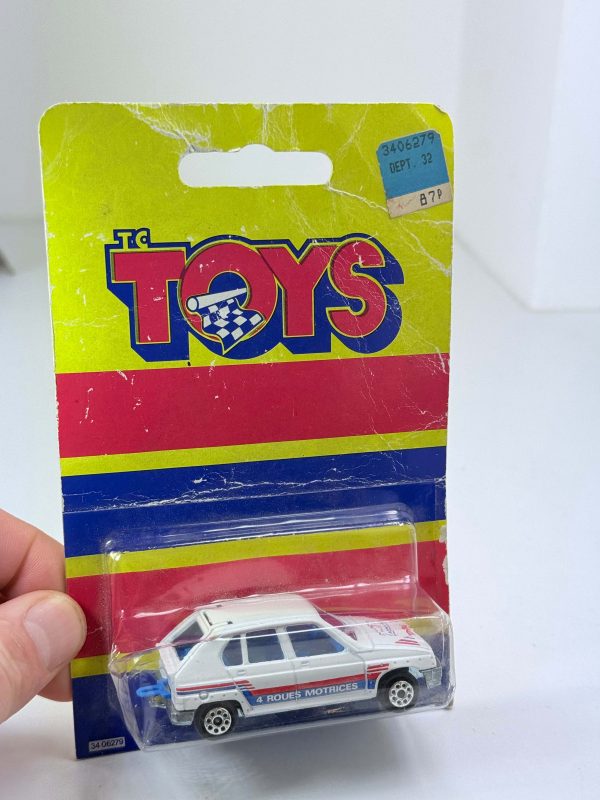 3406279
DEPT. 32
87P
TC
TOYS
4 ROUES MOTRICES
34.06279